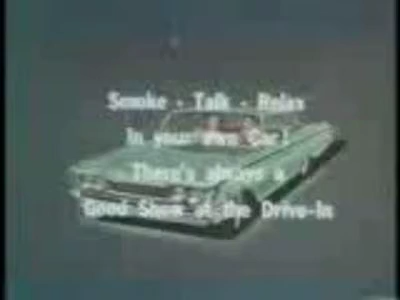 Smoke - Talk - Relax
In your own Car!
There's always a
Good Show at the Drive-In